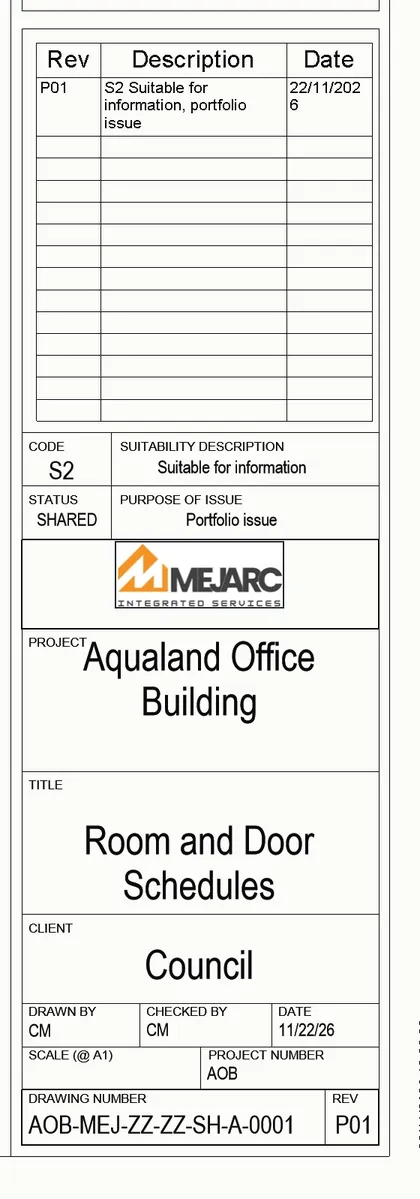 Rev Description Date
P01 S2 Suitable for 22/11/202
information, portfolio 6
issue
CODE SUITABILITY DESCRIPTION
S2 Suitable for information
STATUS PURPOSE OF ISSUE
SHARED Portfolio issue
MEJARC
INTEGRATED SERVICES
PROJECT
Aqualand Office
Building
TITLE
Room and Door
Schedules
CLIENT
Council
DRAWN BY CHECKED BY DATE
CM CM 11/22/26
SCALE (@ A1) PROJECT NUMBER
AOB
DRAWING NUMBER REV
AOB-MEJ-ZZ-ZZ-SH-A-0001 P01